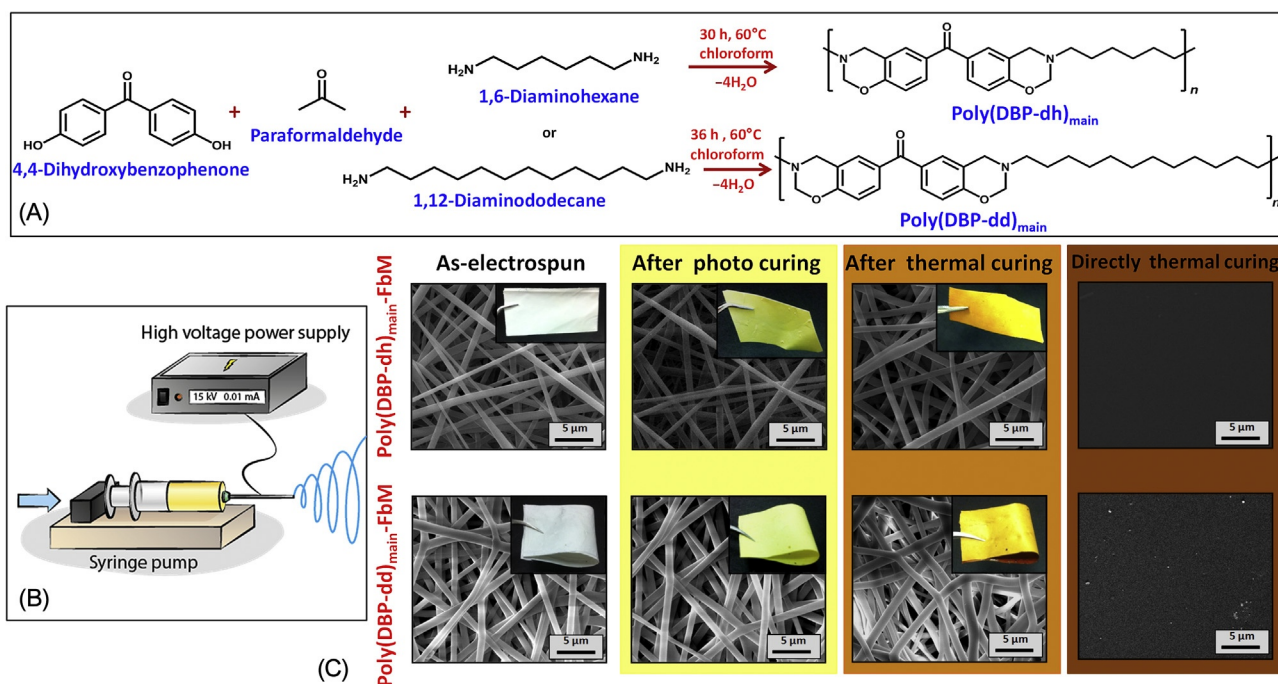 O
HO
OH
4,4-Dihydroxybenzophenone
+
O
Paraformaldehyde
+
H₂N
NH₂
1,6-Diaminohexane
or
H₂N
NH₂
1,12-Diaminododecane
30 h, 60°C
chloroform
−4H₂O
36 h , 60°C
chloroform
−4H₂O
N
O
O
O
N
n
Poly(DBP-dh)main
N
O
O
O
N
n
Poly(DBP-dd)main
(A)
High voltage power supply
15 kV 0.01 mA
Syringe pump
(B)
As-electrospun
After photo curing
After thermal curing
Directly thermal curing
Poly(DBP-dh)main-FbM
5 µm
5 µm
5 µm
5 µm
Poly(DBP-dd)main-FbM
5 µm
5 µm
5 µm
5 µm
(C)